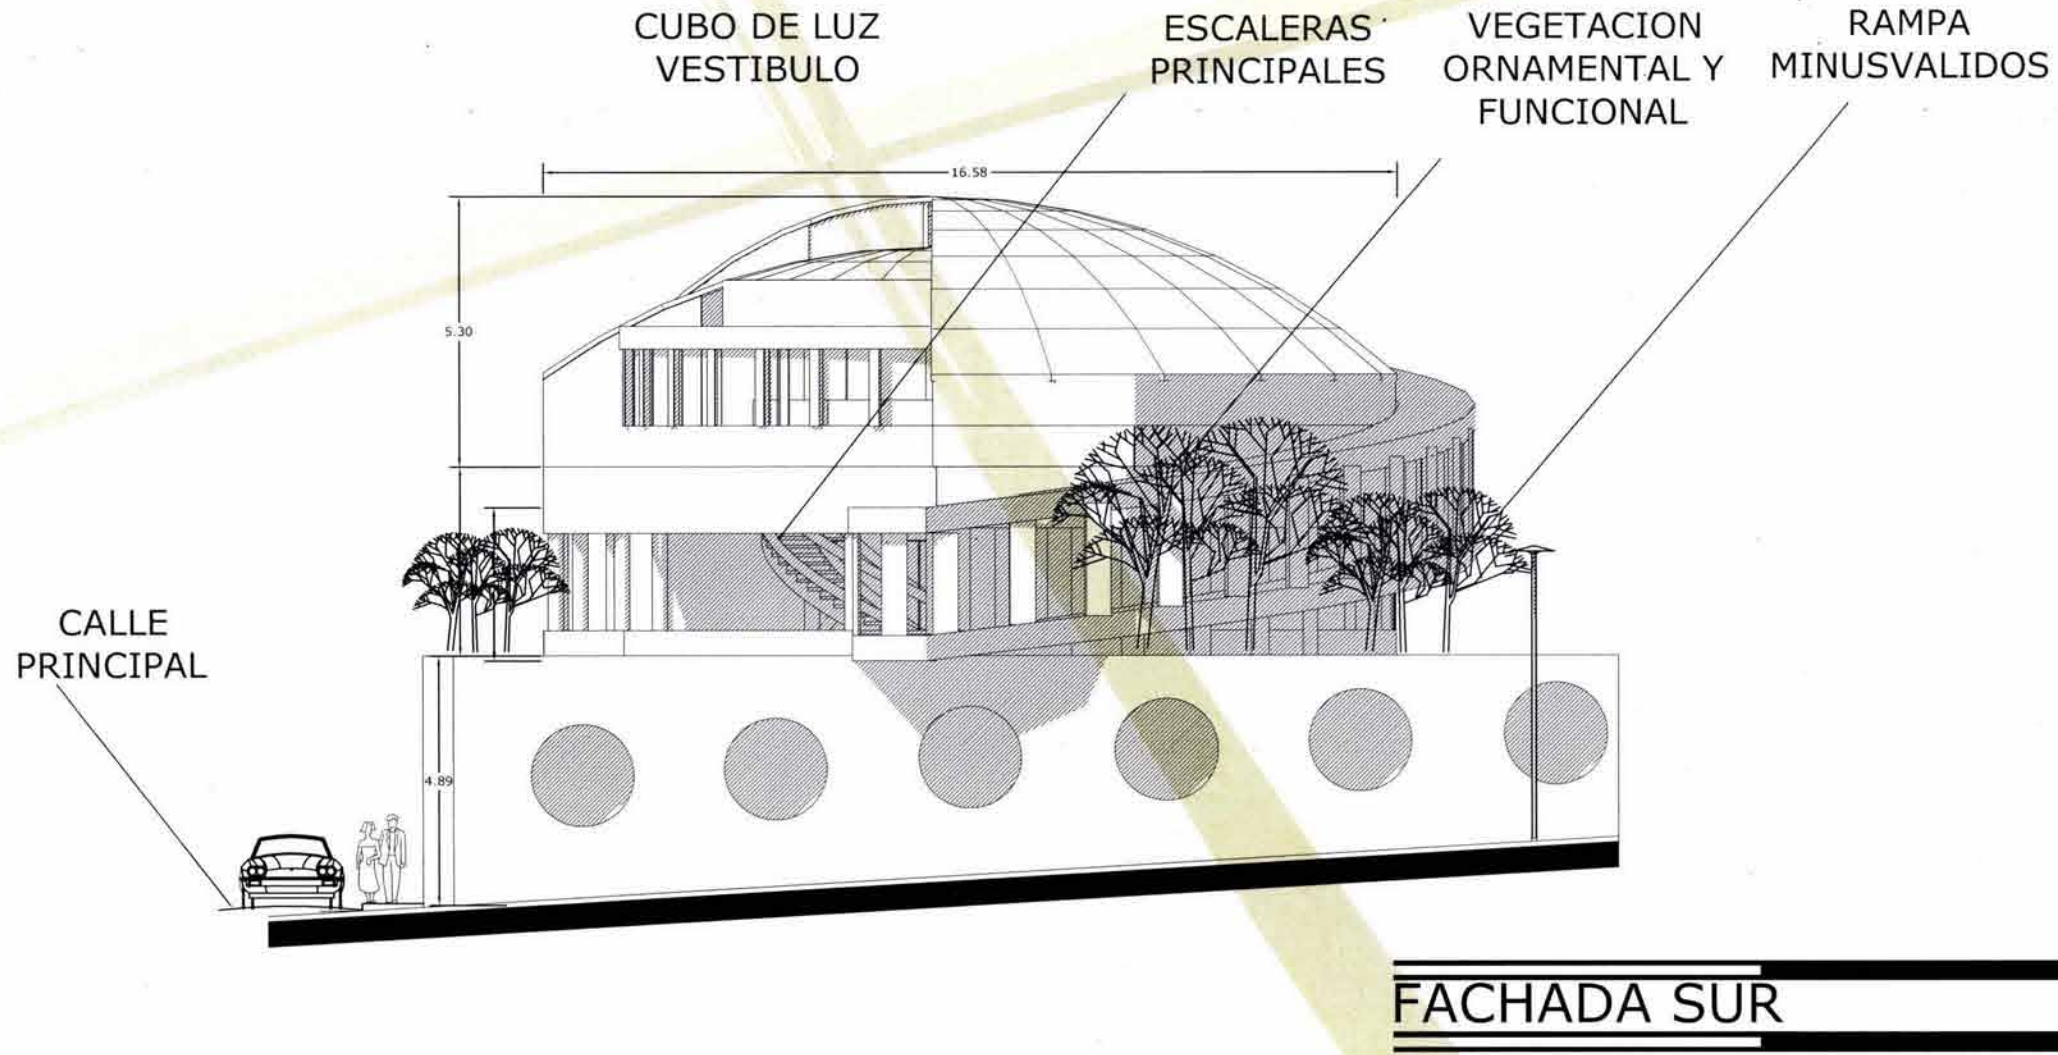 CUBO DE LUZ
VESTIBULO
ESCALERAS
PRINCIPALES
VEGETACION
ORNAMENTAL Y
FUNCIONAL
RAMPA
MINUSVALIDOS
16.58
5.30
CALLE
PRINCIPAL
4.89
FACHADA SUR